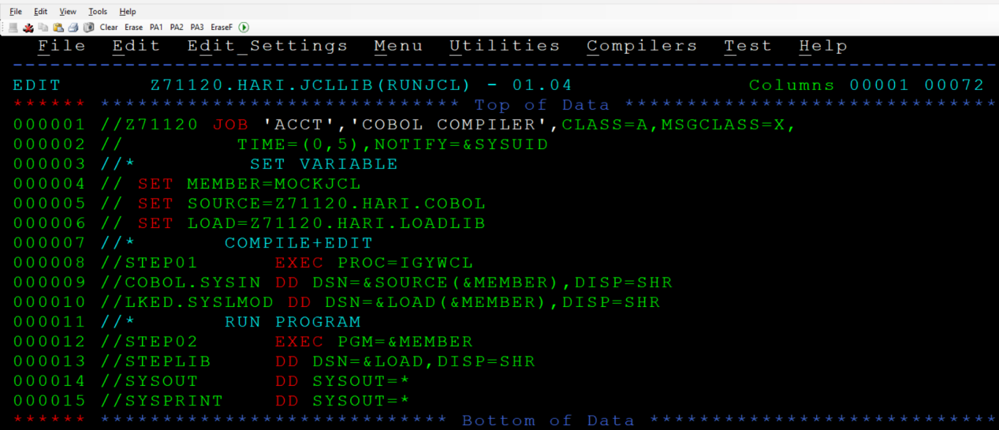 File Edit View Tools Help
Clear Erase PA1 PA2 PA3 EraseF
File Edit Edit_Settings Menu Utilities Compilers Test Help
EDIT Z71120.HARI.JCLLIB(RUNJCL) - 01.04 Columns 00001 00072
****** ***************************** Top of Data ******************************
000001 //Z71120 JOB 'ACCT','COBOL COMPILER',CLASS=A,MSGCLASS=X,
000002 // TIME=(0,5),NOTIFY=&SYSUID
000003 //* SET VARIABLE
000004 // SET MEMBER=MOCKJCL
000005 // SET SOURCE=Z71120.HARI.COBOL
000006 // SET LOAD=Z71120.HARI.LOADLIB
000007 //* COMPILE+EDIT
000008 //STEP01 EXEC PROC=IGYWCL
000009 //COBOL.SYSIN DD DSN=&SOURCE(&MEMBER),DISP=SHR
000010 //LKED.SYSLMOD DD DSN=&LOAD(&MEMBER),DISP=SHR
000011 //* RUN PROGRAM
000012 //STEP02 EXEC PGM=&MEMBER
000013 //STEPLIB DD DSN=&LOAD,DISP=SHR
000014 //SYSOUT DD SYSOUT=*
000015 //SYSPRINT DD SYSOUT=*
****** **************************** Bottom of Data ****************************